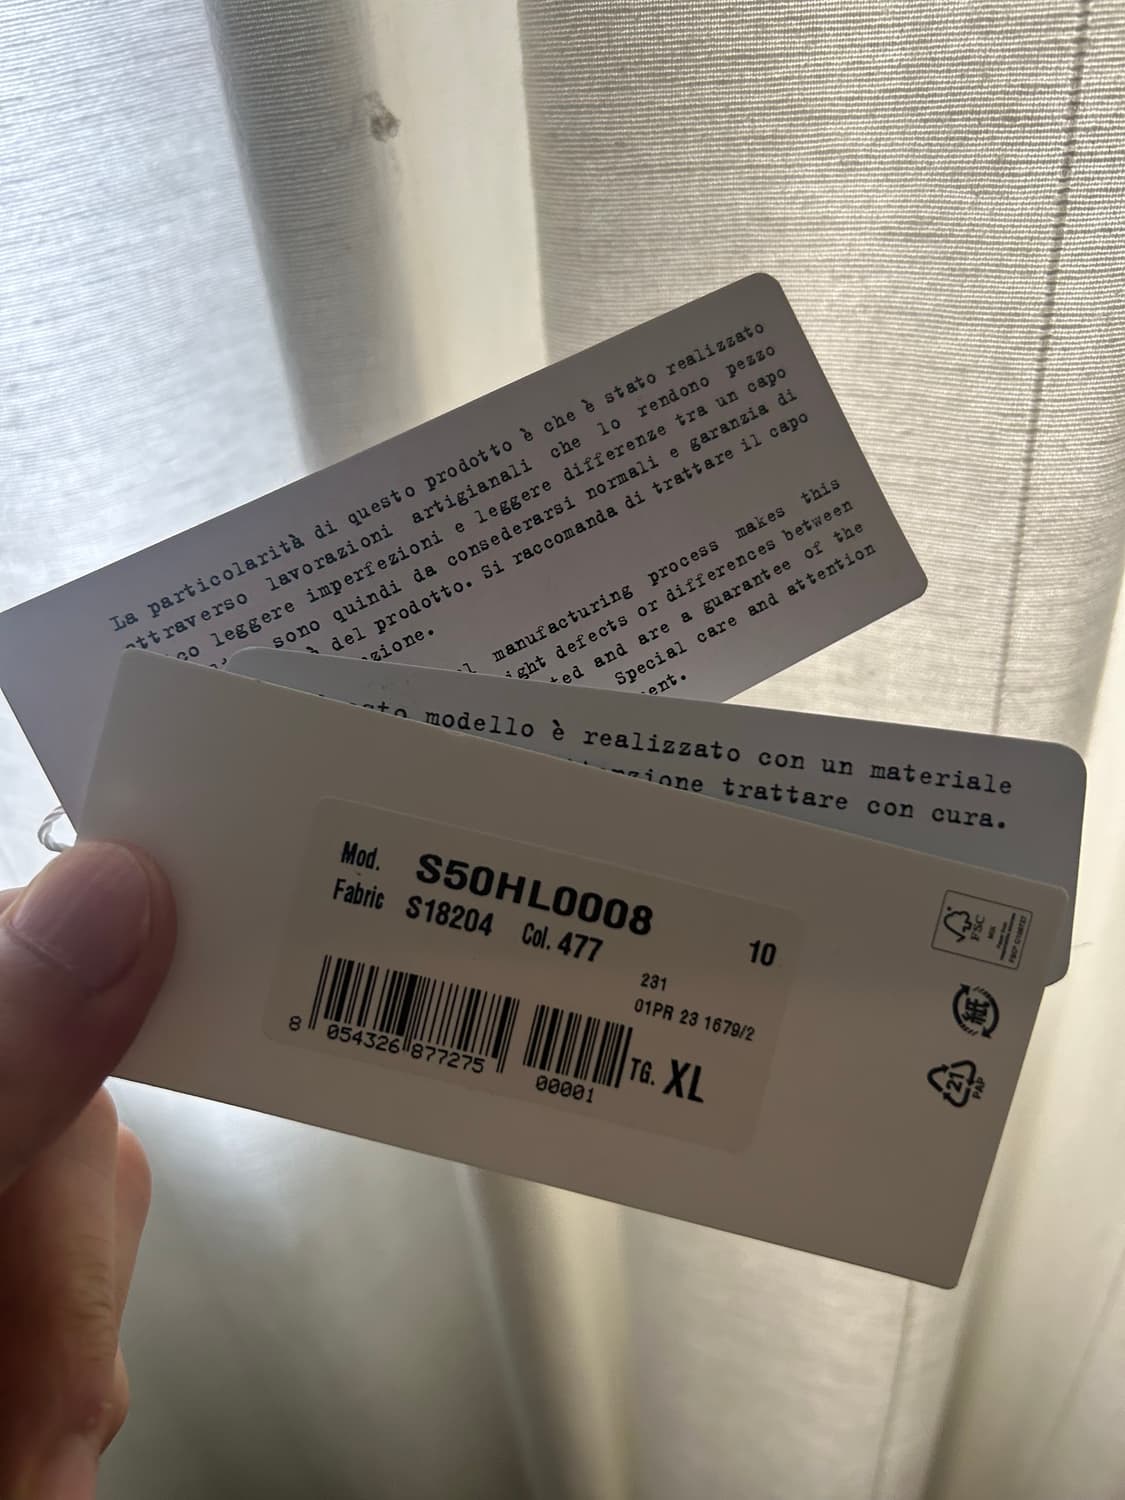 La particolarità di questo prodotto è che è stato realizzato
attraverso lavorazioni artigianali che lo rendono pezzo
leggere imperfezioni e leggere differenze tra un capo
sono quindi da consederarsi normali e garanzia di
del prodotto. Si raccomanda di trattare il capo
manufacturing process makes this
defects or differences between
and are a guarantee of the
Special care and attention
modello è realizzato con un materiale
trattare con cura.
Mod. S50HL0008
Fabric S18204 Col. 477 10
231
01PR 23 1679/2
8 054326 877275 00001 TG. XL
FSC
紙
21
PAP